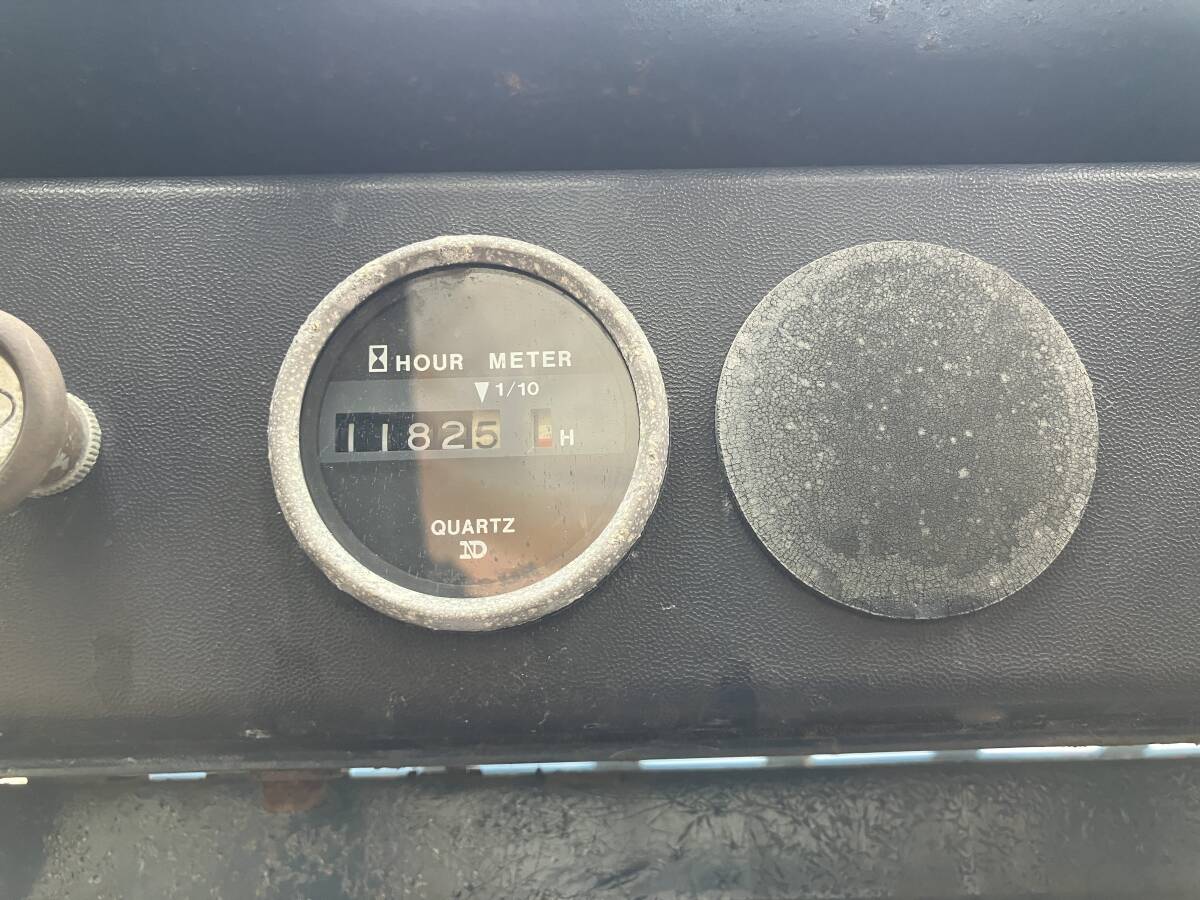 HOUR METER
1/10
11825 H
QUARTZ
ND